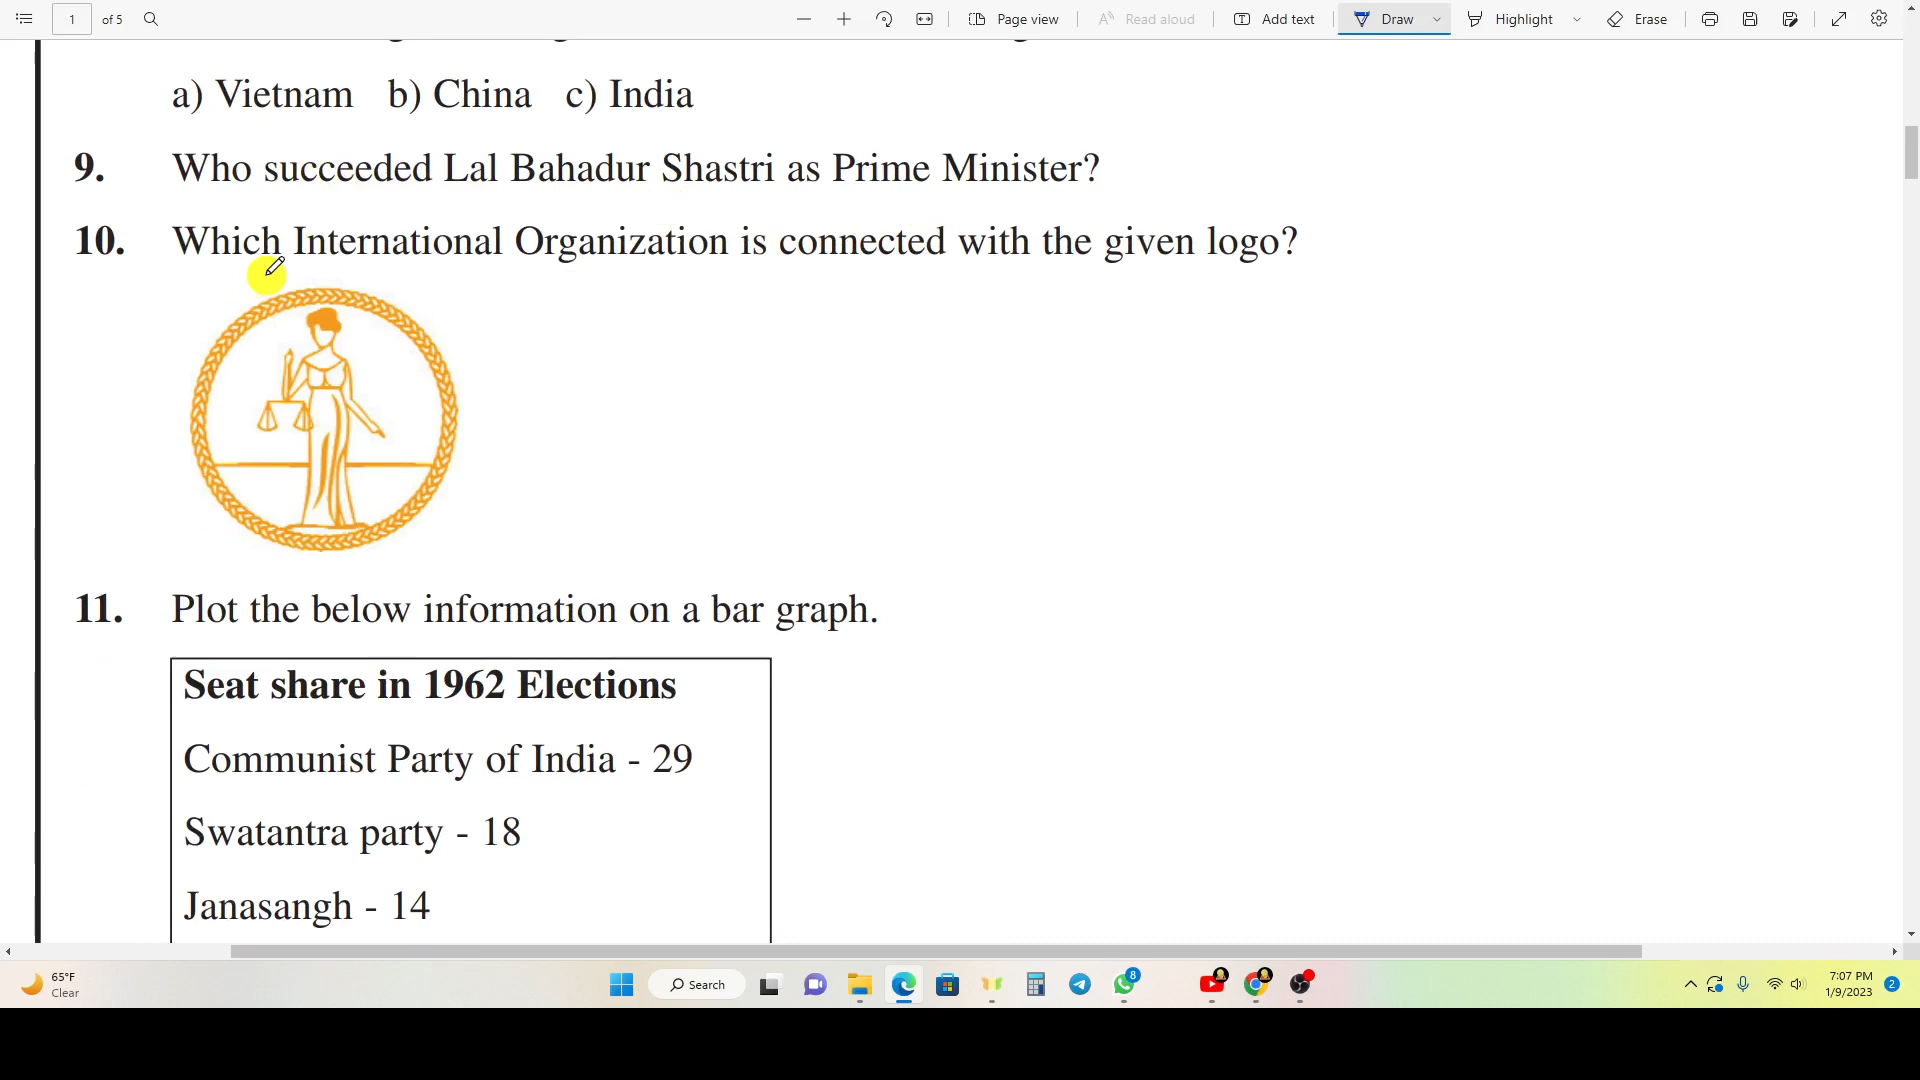 1 of 5 Page view Read aloud Add text Draw Highlight Erase
a) Vietnam b) China c) India
9. Who succeeded Lal Bahadur Shastri as Prime Minister?
10. Which International Organization is connected with the given logo?
11. Plot the below information on a bar graph.
Seat share in 1962 Elections
Communist Party of India - 29
Swatantra party - 18
Janasangh - 14
65°F
Clear
Search
8
7:07 PM
1/9/2023
2